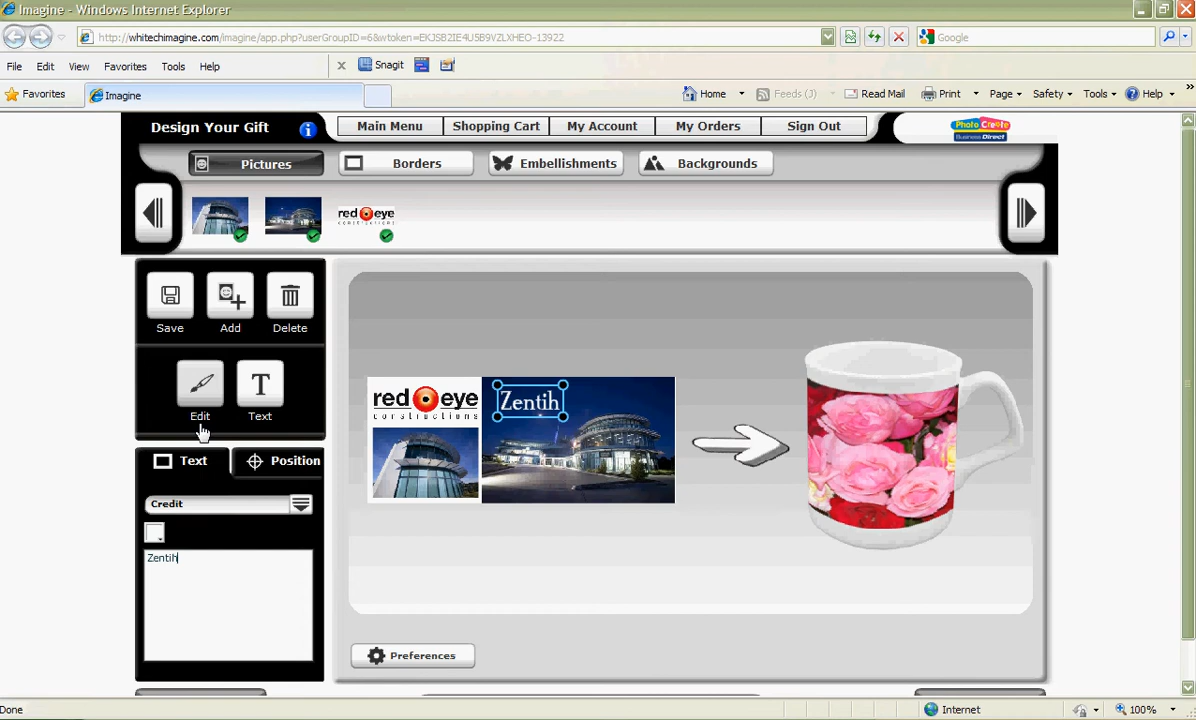 Imagine - Windows Internet Explorer
http://whitechimagine.com/imagine/app.php?userGroupID=6&wtoken=EKJSB2IE4U5B9VZLXHEO-13922
Google
File Edit View Favorites Tools Help
x Snagit
Favorites Imagine Home Feeds (J) Read Mail Print Page Safety Tools Help »
Design Your Gift i Main Menu Shopping Cart My Account My Orders Sign Out
Photo Create
Business Direct
Pictures Borders Embellishments Backgrounds
red eye
constructions
Save Add Delete
T
Edit Text
red eye
constructions
Zentih
Text Position
Credit
Zentih
Preferences
Done Internet 100%